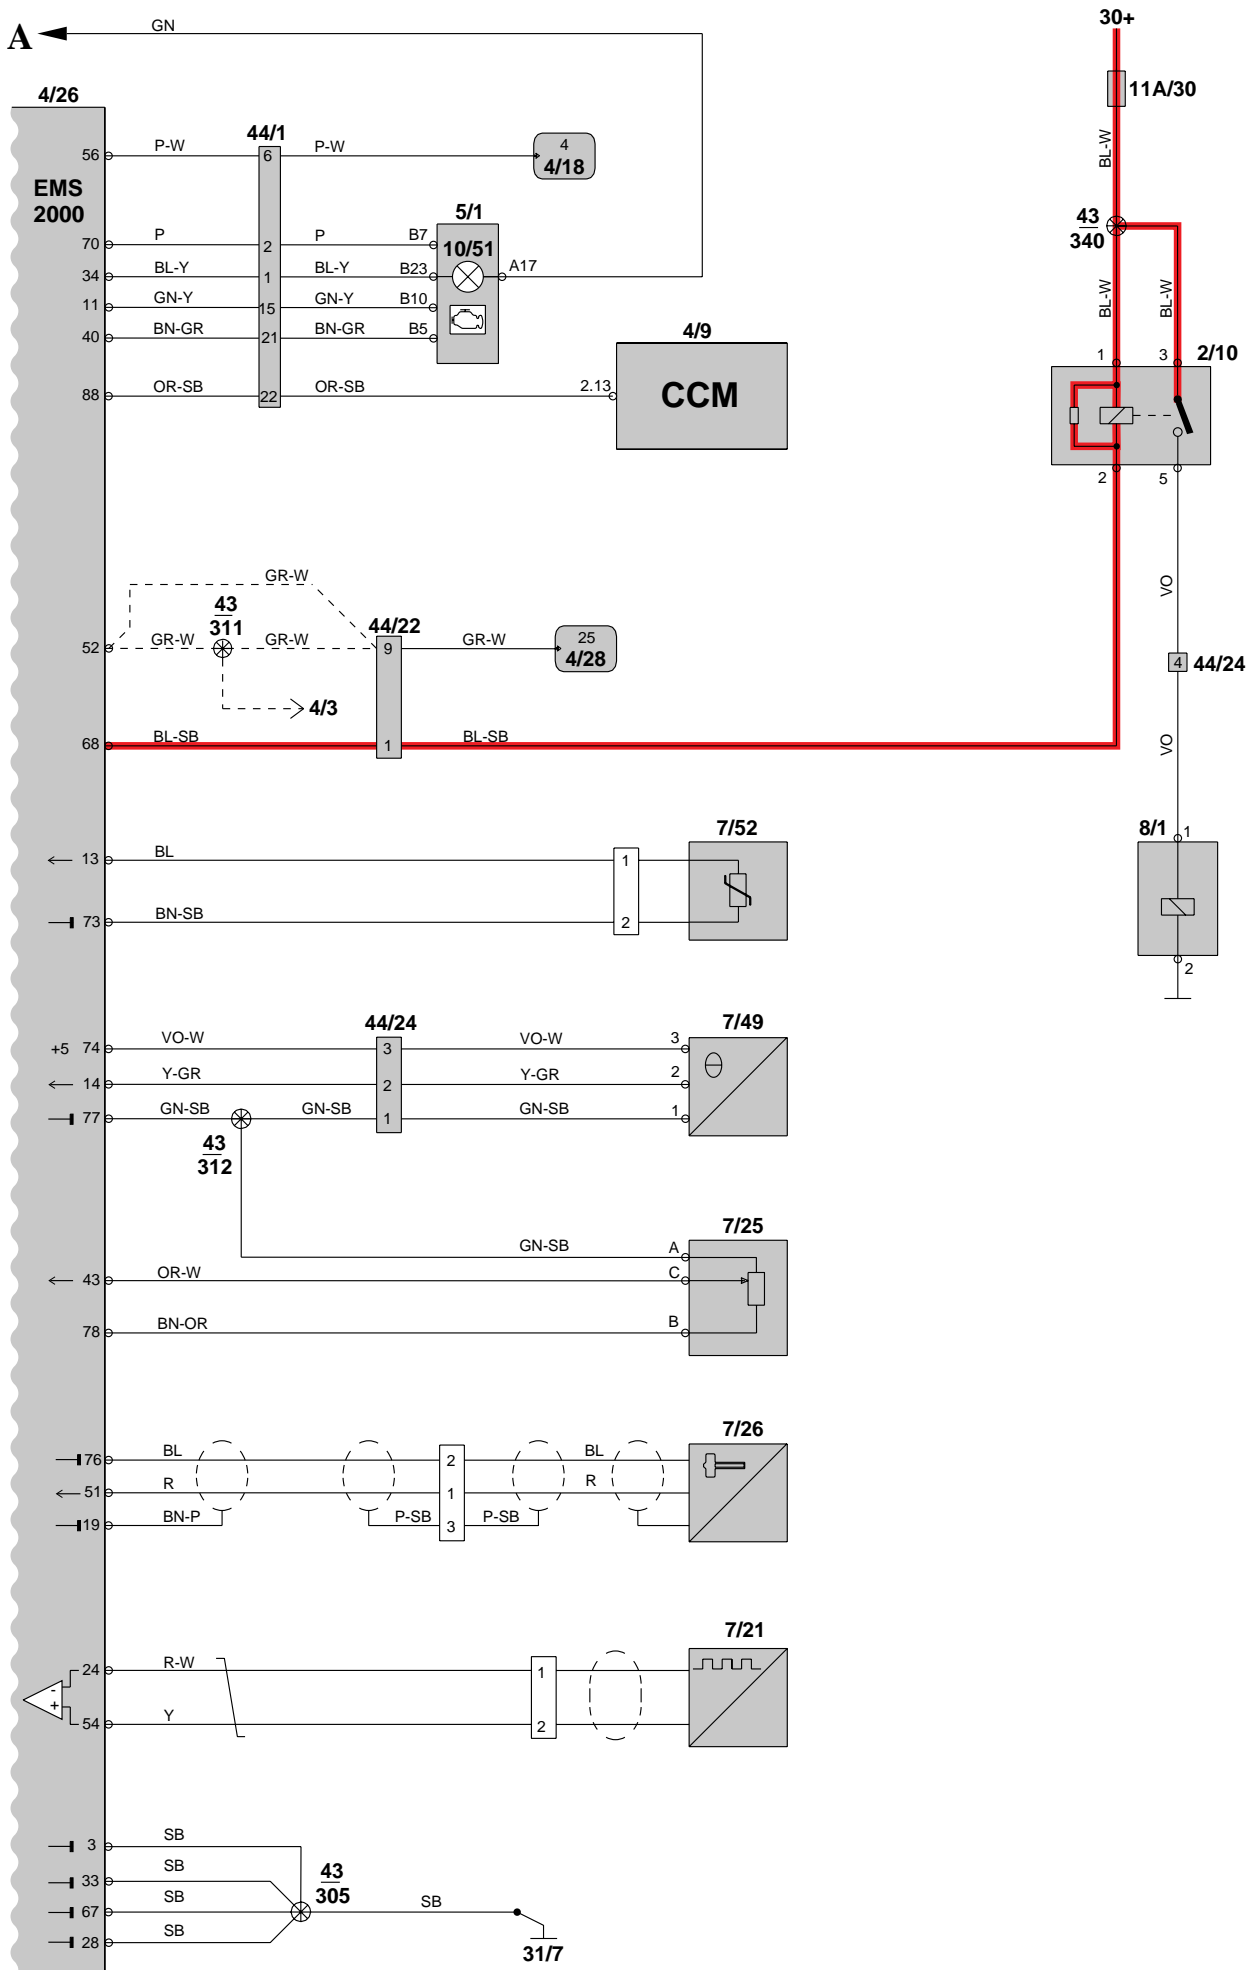 30+
A GN
11A/30
4/26
BL-W
44/1
56 P-W 6 P-W 4
4/18
EMS
2000
5/1
43
340
70 P 2 P B7
10/51
34 BL-Y 1 BL-Y B23 A17
11 GN-Y 15 GN-Y B10
BL-W BL-W
40 BN-GR 21 BN-GR B5
4/9
1 3 2/10
88 OR-SB 22 OR-SB 2.13 CCM
2 5
GR-W
VO
43
311
44/22
52 GR-W GR-W 9 GR-W 25
4/28
4 44/24
4/3
68 BL-SB 1 BL-SB
VO
7/52
8/1 1
13 BL 1
73 BN-SB 2
2
44/24 7/49
+5 74 VO-W 3 VO-W 3
14 Y-GR 2 Y-GR 2
77 GN-SB GN-SB 1 GN-SB 1
43
312
7/25
GN-SB A
43 OR-W C
78 BN-OR B
7/26
76 BL 2 BL
51 R 1 R
19 BN-P P-SB 3 P-SB
7/21
24 R-W 1
-
+
54 Y 2
3 SB
33 SB
43
305
67 SB SB
28 SB
31/7